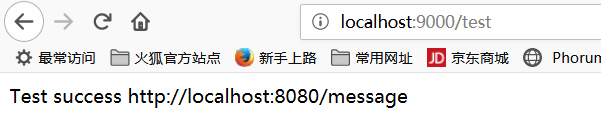 localhost:9000/test
最常访问 火狐官方站点 新手上路 常用网址 JD 京东商城 Phorum
Test success http://localhost:8080/message